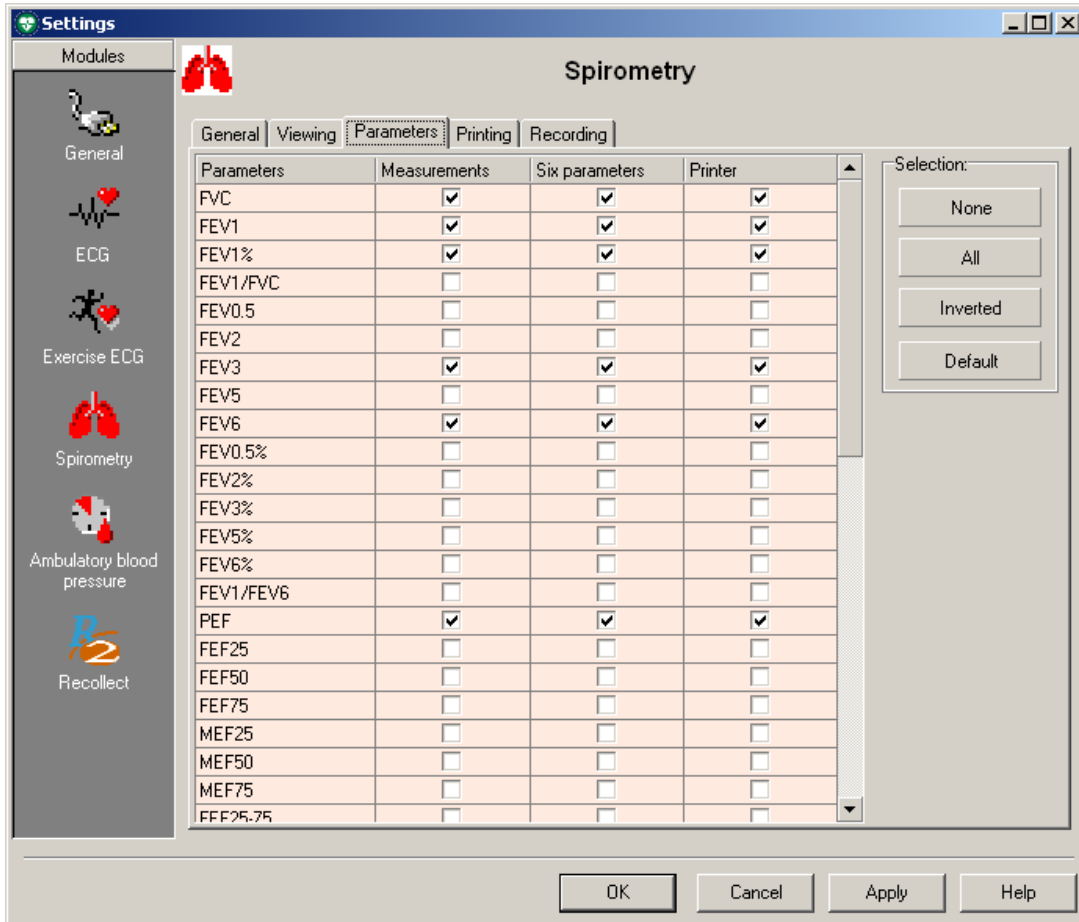 Settings
Modules
General
ECG
Exercise ECG
Spirometry
Ambulatory blood
pressure
Recollect
Spirometry
General Viewing Parameters Printing Recording
Parameters Measurements Six parameters Printer
FVC
FEV1
FEV1%
FEV1/FVC
FEV0.5
FEV2
FEV3
FEV5
FEV6
FEV0.5%
FEV2%
FEV3%
FEV5%
FEV6%
FEV1/FEV6
PEF
FEF25
FEF50
FEF75
MEF25
MEF50
MEF75
FEF25-75
Selection:
None
All
Inverted
Default
OK Cancel Apply Help